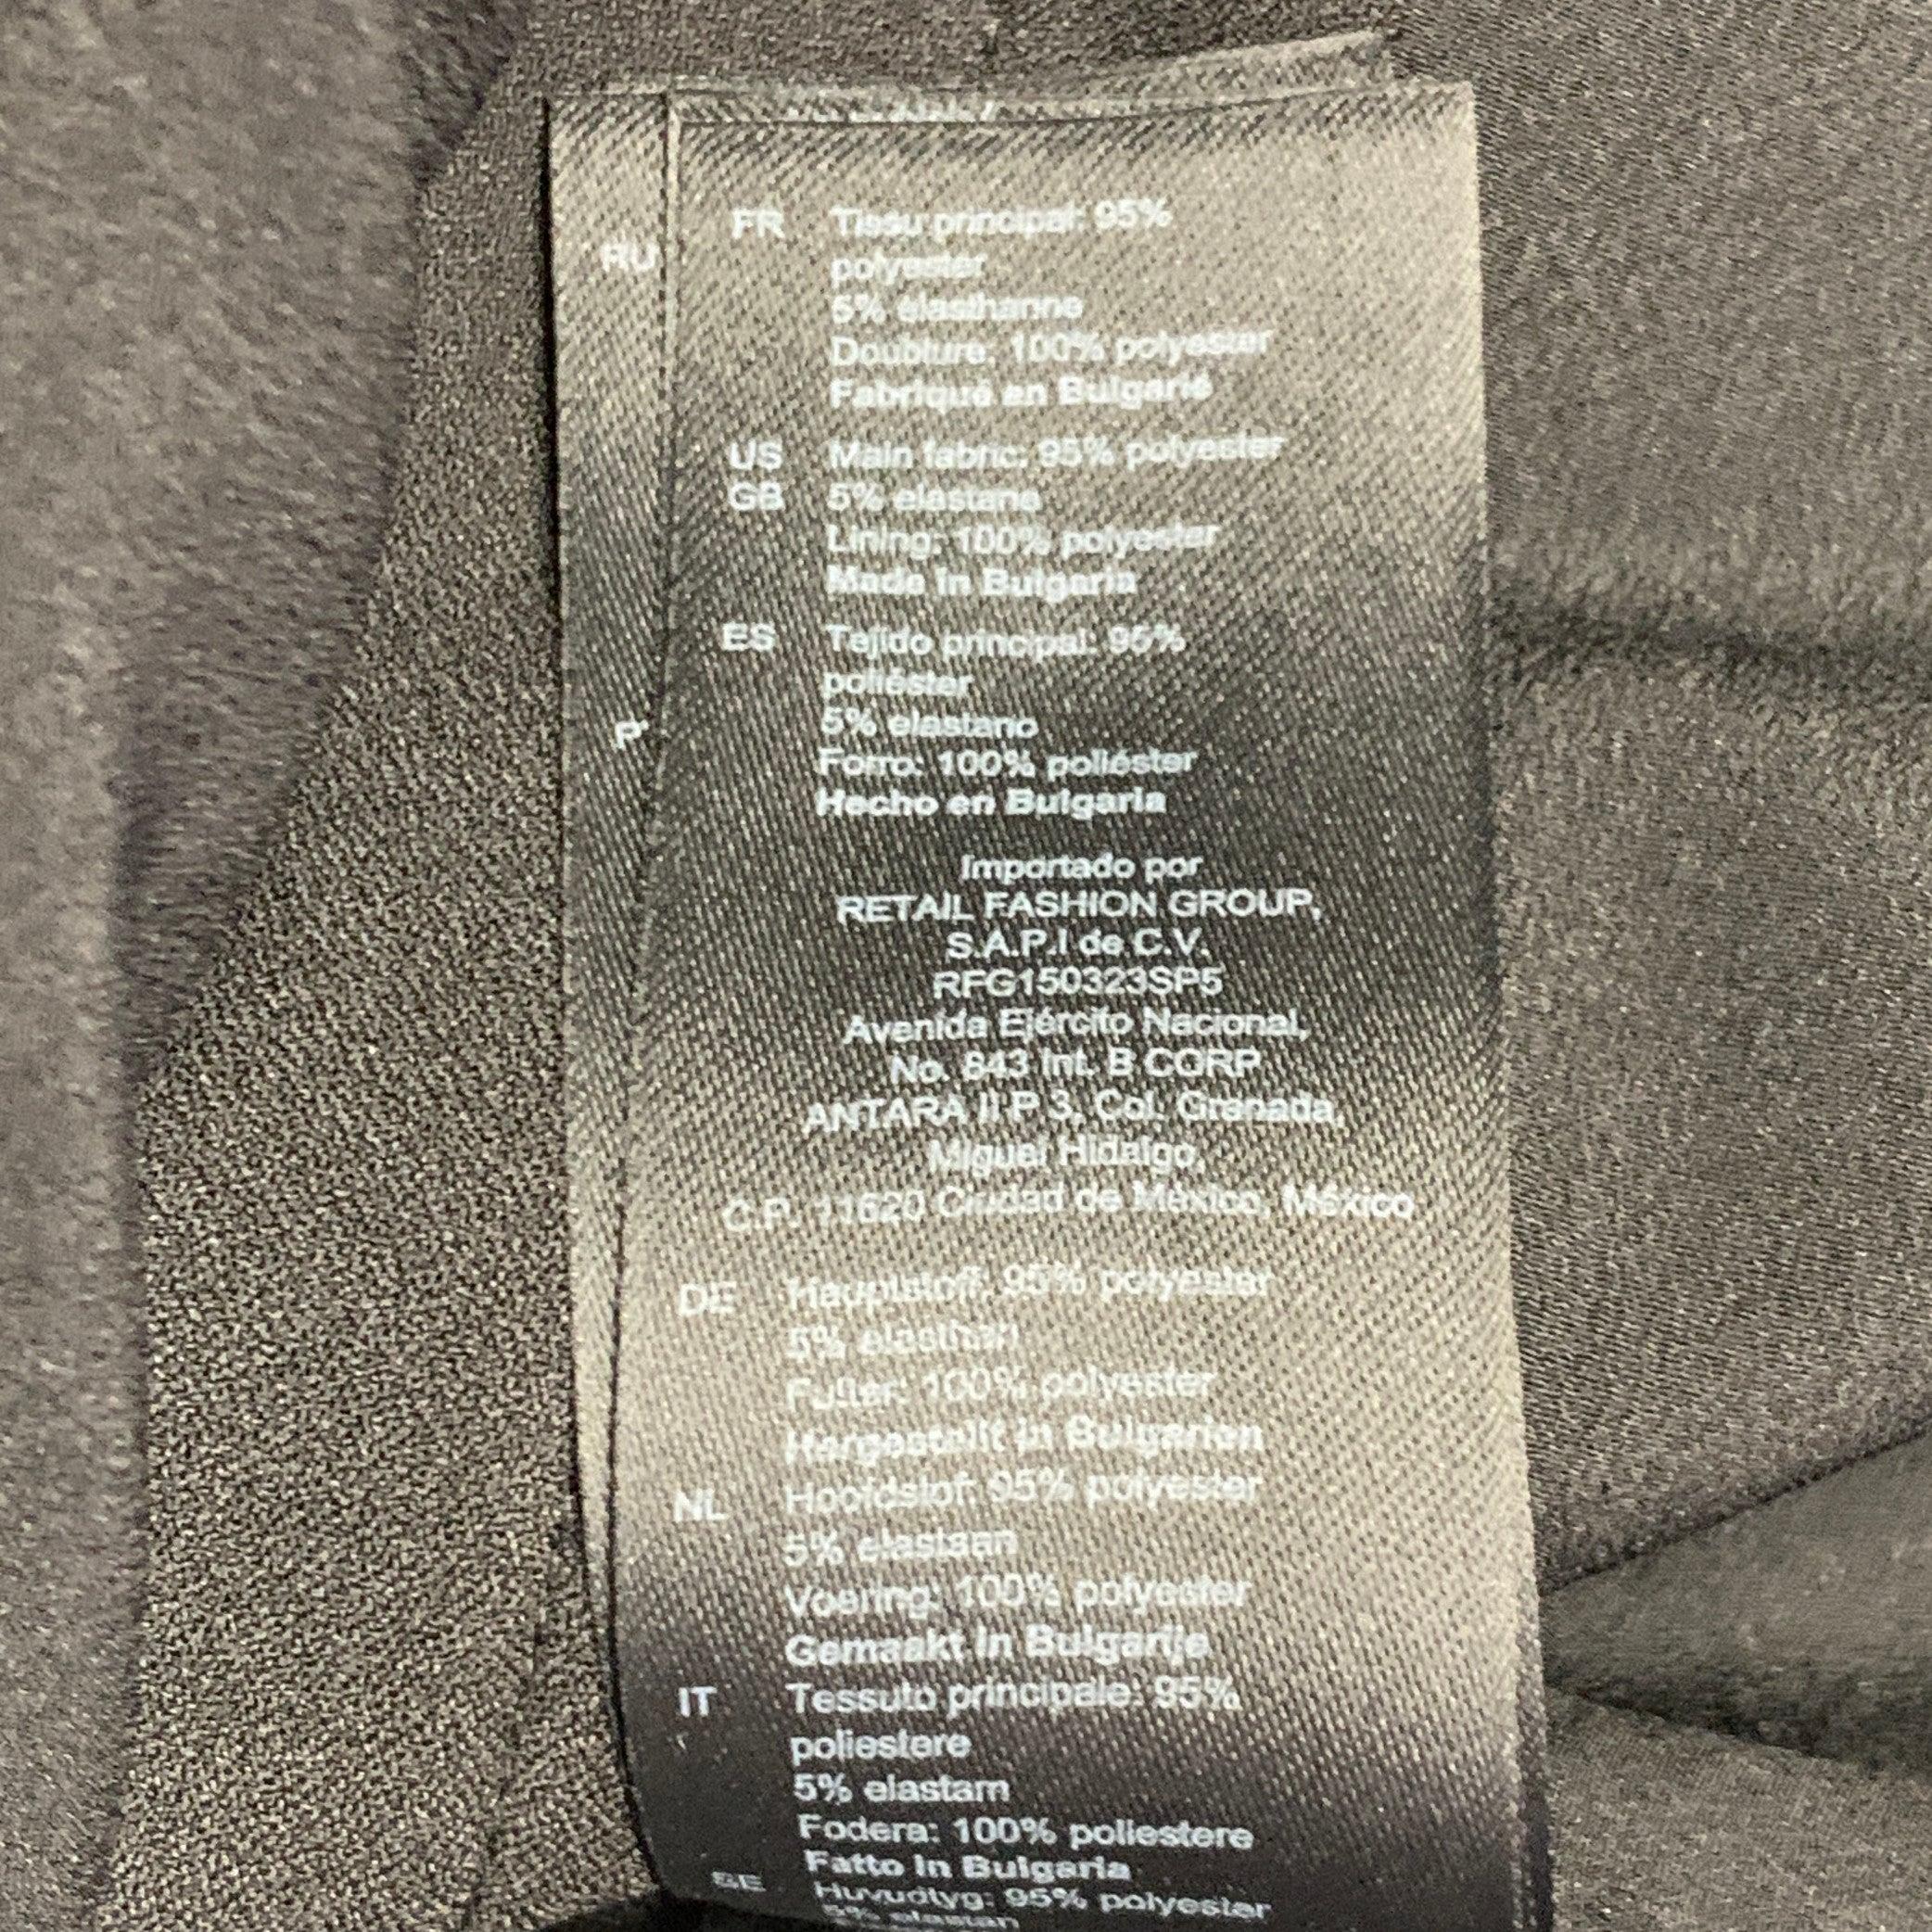 RU
P
FR Tissu principal: 95%
polyester
5% élasthanne
Doublure: 100% polyester
Fabriqué en Bulgarie
US Main fabric: 95% polyester
GB 5% elastane
Lining: 100% polyester
Made in Bulgaria
ES Tejido principal: 95%
poliéster
5% elastano
Forro: 100% poliéster
Hecho en Bulgaria
Importado por
RETAIL FASHION GROUP,
S.A.P.I de C.V.
RFG150323SP5
Avenida Ejército Nacional,
No. 843 Int. B CORP
ANTARA II P 3, Col. Granada,
Miguel Hidalgo,
C.P. 11520 Ciudad de México, México
DE Hauptstoff: 95% polyester
5% elasthan
Futter: 100% polyester
Hergestellt in Bulgarien
NL Hoofdstof: 95% polyester
5% elastaan
Voering: 100% polyester
Gemaakt in Bulgarije
IT Tessuto principale: 95%
poliestere
5% elastam
Fodera: 100% poliestere
Fatto in Bulgaria
SE Huvudtyg: 95% polyester
5% elastan